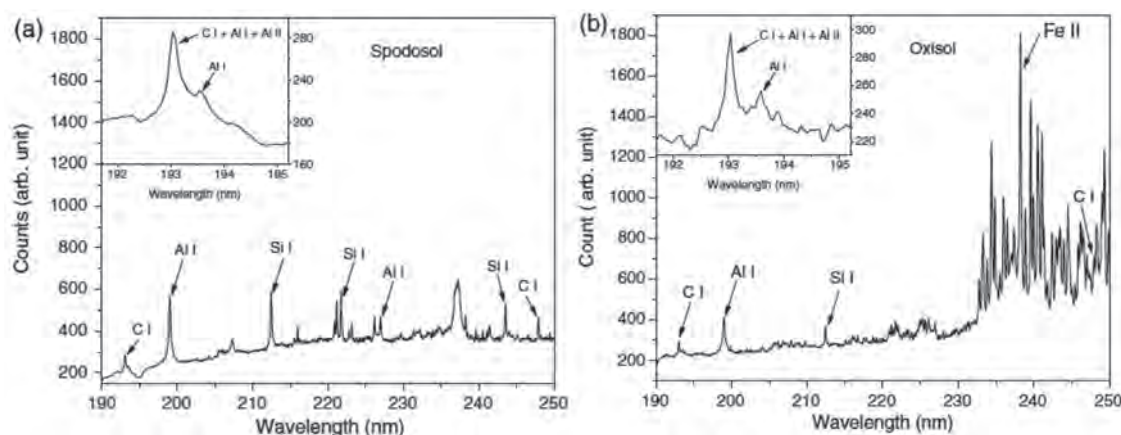 (a)
Counts (arb. unit)
1800
1600
1400
1200
1000
800
600
400
200
190 200 210 220 230 240 250
Wavelength (nm)
Spodosol
C I + Al I + Al II
Al I
280
240
200
160
192 193 194 195
Wavelength (nm)
C I
Al I
Si I
Si I
Al I
Si I
C I
(b)
Count ( arb. unit)
1800
1600
1400
1200
1000
800
600
400
200
190 200 210 220 230 240 250
Wavelength (nm)
Oxisol
C I + Al I + Al II
Al I
300
280
260
240
220
192 193 194 195
Wavelength (nm)
Fe II
C I
Al I
Si I
C I